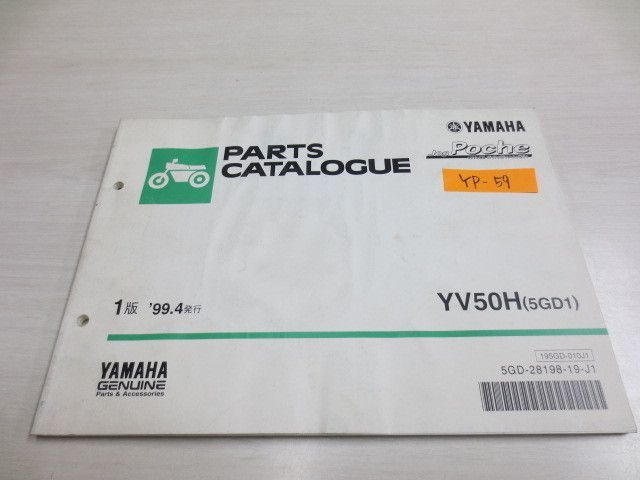 YAMAHA
PARTS
CATALOGUE
Jog Poche
YP-59
1版 '99.4発行
YV50H(5GD1)
195GD-010J1
5GD-28198-19-J1
YAMAHA
GENUINE
Parts & Accessories